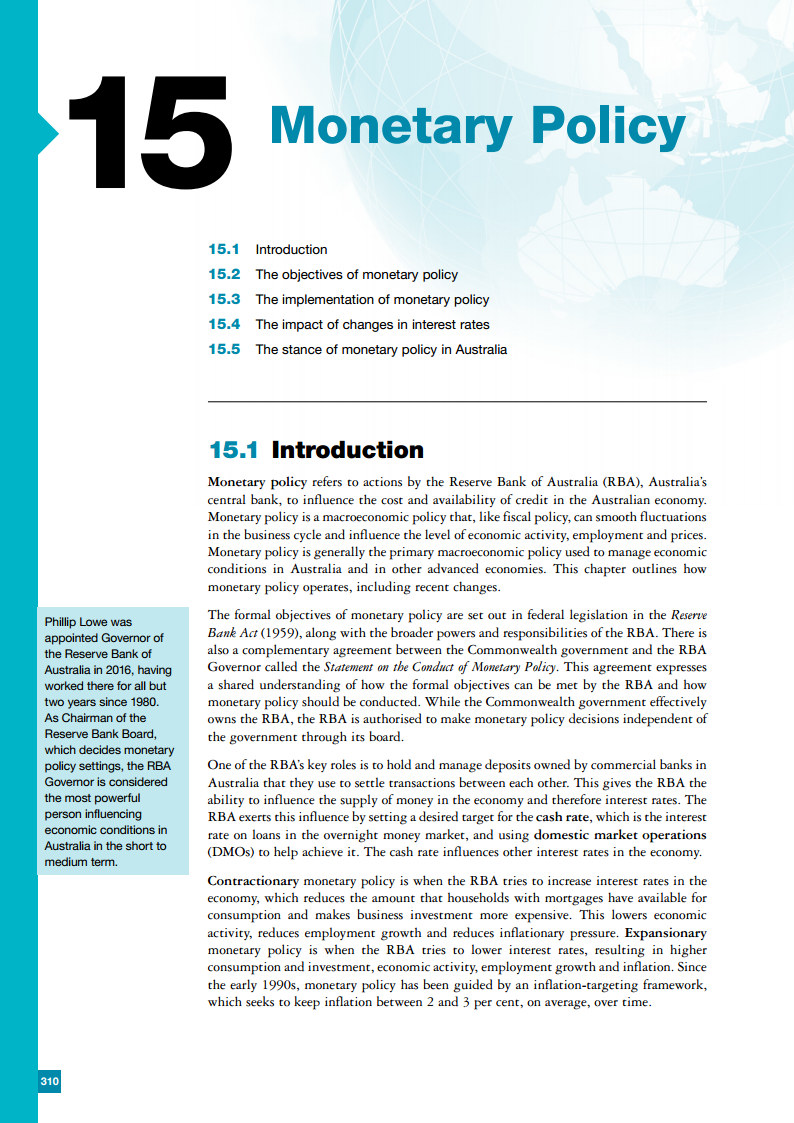 15
Monetary Policy
15.1 Introduction
15.2 The objectives of monetary policy
15.3 The implementation of monetary policy
15.4 The impact of changes in interest rates
15.5 The stance of monetary policy in Australia
15.1 Introduction
Monetary policy refers to actions by the Reserve Bank of Australia (RBA), Australia's
central bank, to influence the cost and availability of credit in the Australian economy.
Monetary policy is a macroeconomic policy that, like fiscal policy, can smooth fluctuations
in the business cycle and influence the level of economic activity, employment and prices.
Monetary policy is generally the primary macroeconomic policy used to manage economic
conditions in Australia and in other advanced economies. This chapter outlines how
monetary policy operates, including recent changes.
The formal objectives of monetary policy are set out in federal legislation in the Reserve
Bank Act (1959), along with the broader powers and responsibilities of the RBA. There is
also a complementary agreement between the Commonwealth government and the RBA
Governor called the Statement on the Conduct of Monetary Policy. This agreement expresses
a shared understanding of how the formal objectives can be met by the RBA and how
monetary policy should be conducted. While the Commonwealth government effectively
owns the RBA, the RBA is authorised to make monetary policy decisions independent of
the government through its board.
One of the RBA's key roles is to hold and manage deposits owned by commercial banks in
Australia that they use to settle transactions between each other. This gives the RBA the
ability to influence the supply of money in the economy and therefore interest rates. The
RBA exerts this influence by setting a desired target for the cash rate, which is the interest
rate on loans in the overnight money market, and using domestic market operations
(DMOs) to help achieve it. The cash rate influences other interest rates in the economy.
Contractionary monetary policy is when the RBA tries to increase interest rates in the
economy, which reduces the amount that households with mortgages have available for
consumption and makes business investment more expensive. This lowers economic
activity, reduces employment growth and reduces inflationary pressure. Expansionary
monetary policy is when the RBA tries to lower interest rates, resulting in higher
consumption and investment, economic activity, employment growth and inflation. Since
the early 1990s, monetary policy has been guided by an inflation-targeting framework,
which seeks to keep inflation between 2 and 3 per cent, on average, over time.
Phillip Lowe was
appointed Governor of
the Reserve Bank of
Australia in 2016, having
worked there for all but
two years since 1980.
As Chairman of the
Reserve Bank Board,
which decides monetary
policy settings, the RBA
Governor is considered
the most powerful
person influencing
economic conditions in
Australia in the short to
medium term.
310